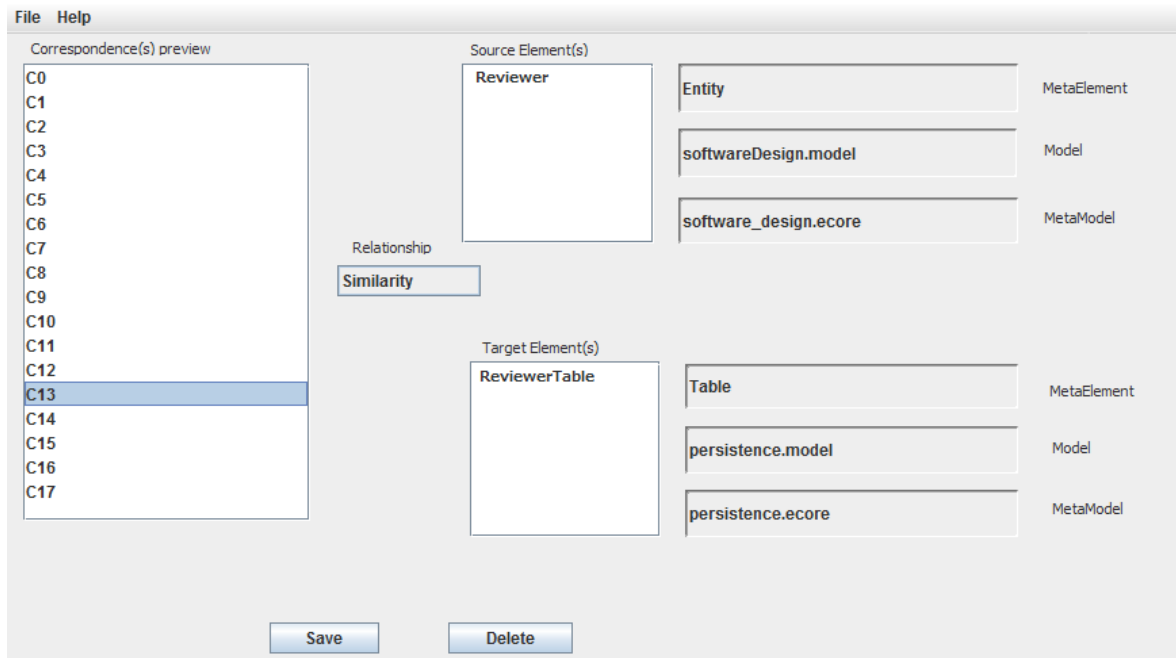 File Help
Correspondence(s) preview
C0
C1
C2
C3
C4
C5
C6
C7
C8
C9
C10
C11
C12
C13
C14
C15
C16
C17
Relationship
Similarity
Source Element(s)
Reviewer
Entity
MetaElement
softwareDesign.model
Model
software_design.ecore
MetaModel
Target Element(s)
ReviewerTable
Table
MetaElement
persistence.model
Model
persistence.ecore
MetaModel
Save
Delete